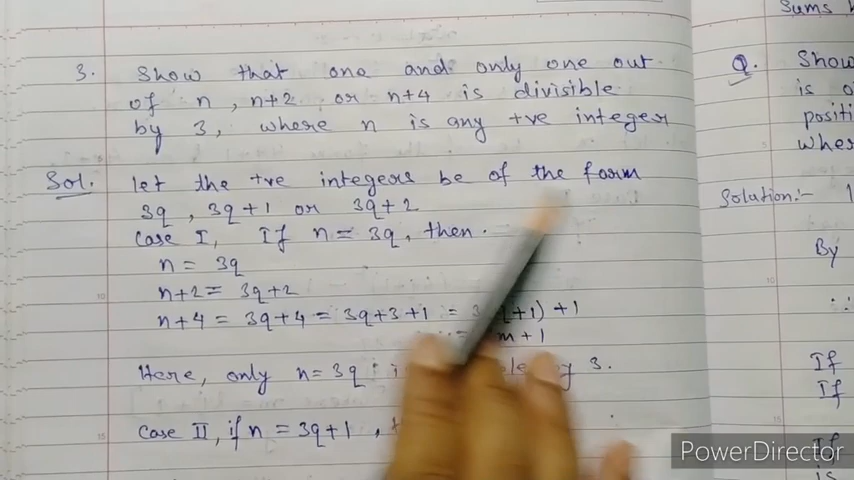 3. Show that one and only one out
of n, n+2 or n+4 is divisible
by 3, where n is any +ve integer
Sol. let the +ve integers be of the form
3q, 3q+1 or 3q+2
Case I, If n = 3q, then.
n = 3q
n+2 = 3q+2
n+4 = 3q+4 = 3q+3+1 = 3(q+1)+1
m+1
Here, only n=3q 3.
Case II, if n = 3q+1,
Sums
Q. Show
is
positi
wher
Solution:- 1
By
∴
If
If
If
is
PowerDirector